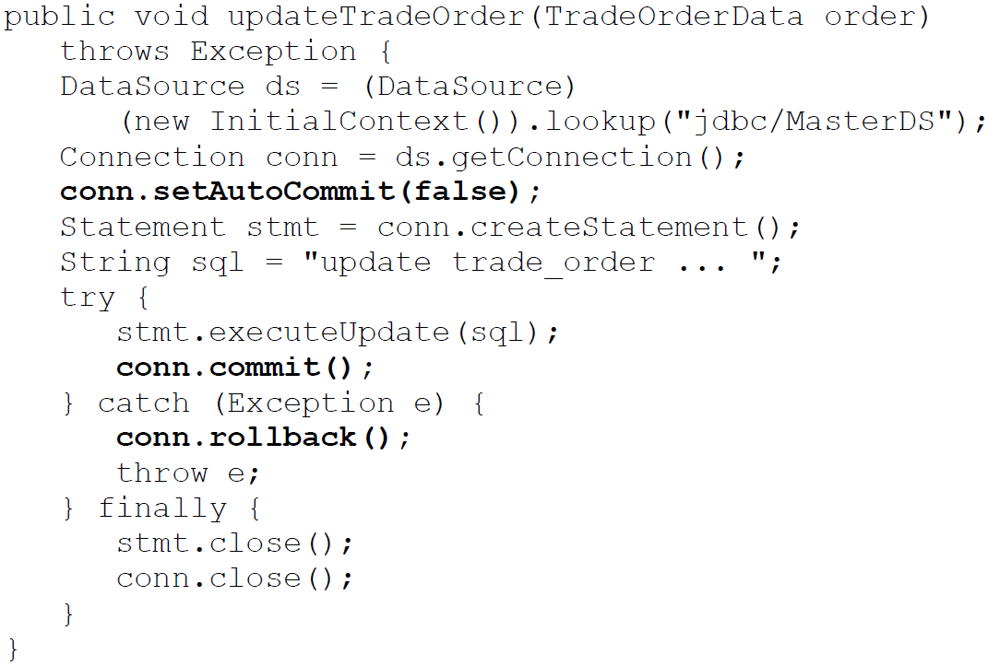 public void updateTradeOrder(TradeOrderData order)
   throws Exception {
   DataSource ds = (DataSource)
      (new InitialContext()).lookup("jdbc/MasterDS");
   Connection conn = ds.getConnection();
   conn.setAutoCommit(false);
   Statement stmt = conn.createStatement();
   String sql = "update trade_order ... ";
   try {
      stmt.executeUpdate(sql);
      conn.commit();
   } catch (Exception e) {
      conn.rollback();
      throw e;
   } finally {
      stmt.close();
      conn.close();
   }
}